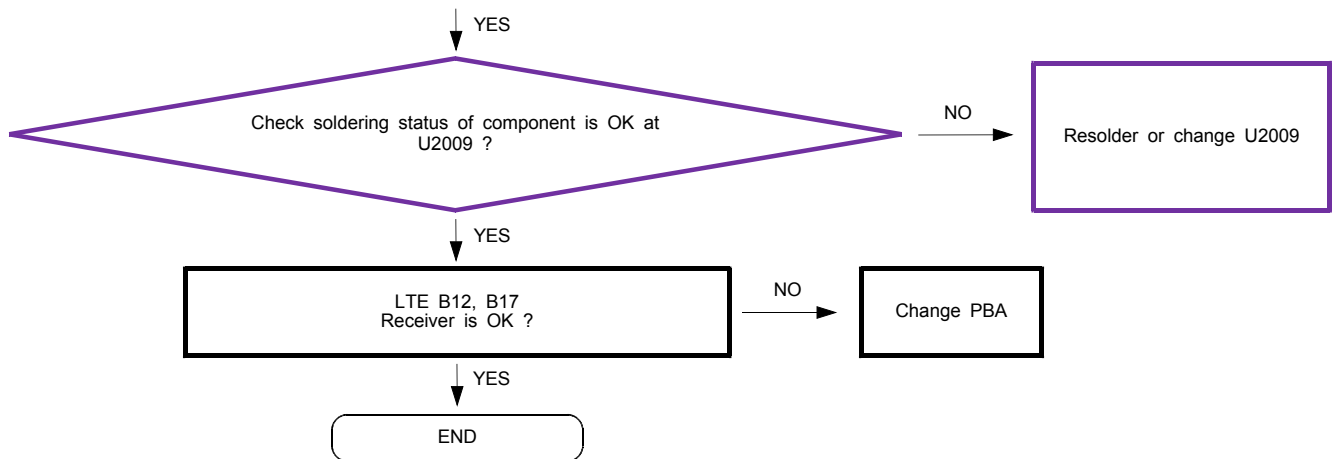 YES
Check soldering status of component is OK at
U2009 ?
NO
Resolder or change U2009
YES
LTE B12, B17
Receiver is OK ?
NO
Change PBA
YES
END